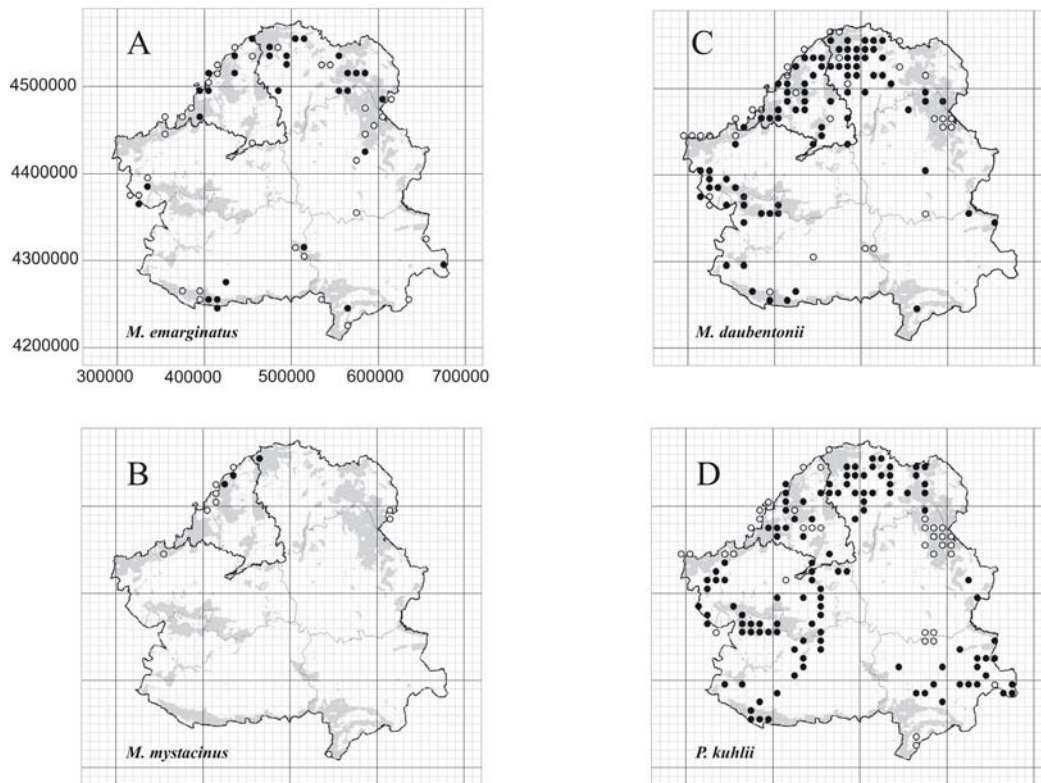 A
C
4500000
4400000
4300000
4200000
M. emarginatus
M. daubentonii
300000 400000 500000 600000 700000
B
D
M. mystacinus
P. kuhlii